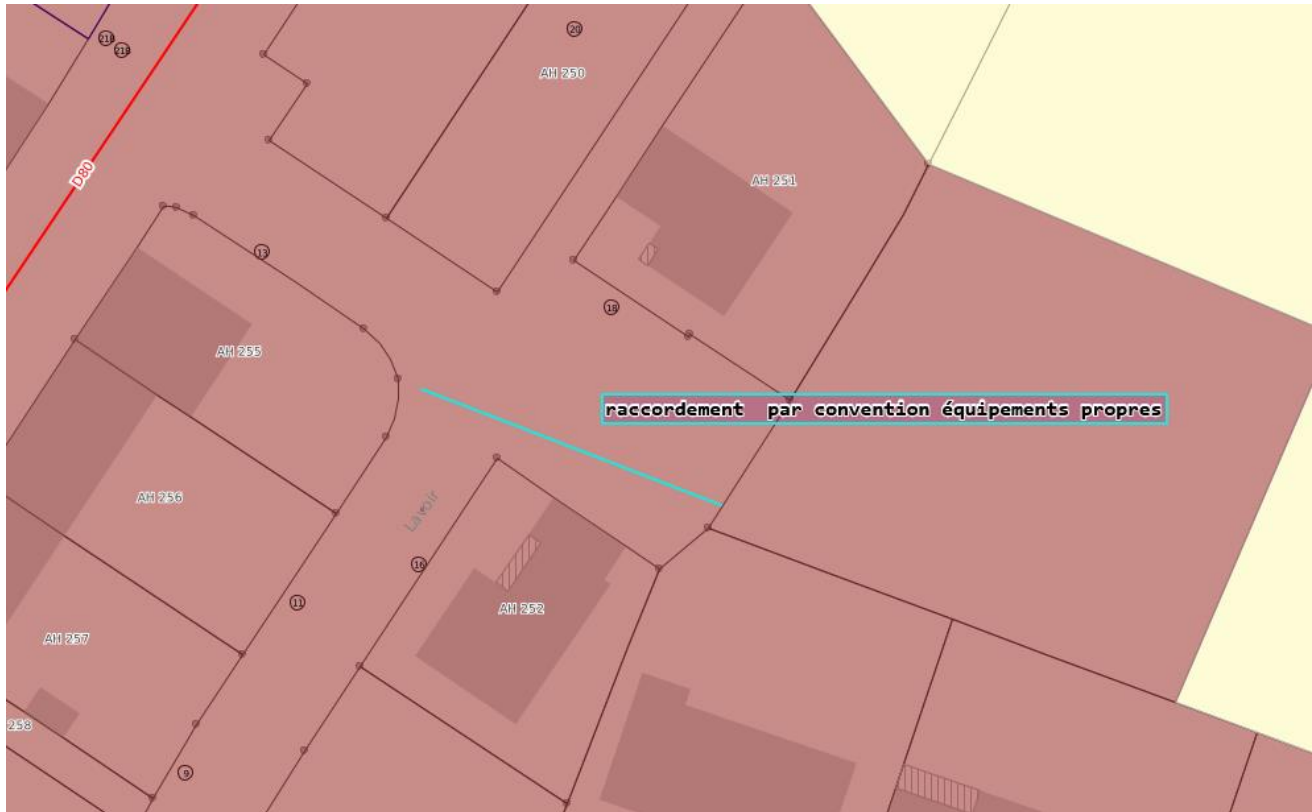 20
218
218
AH 250
D80
AH 251
13
18
AH 255
raccordement  par convention équipements propres
AH 256
Lavoir
16
11
AH 252
AH 257
258
9